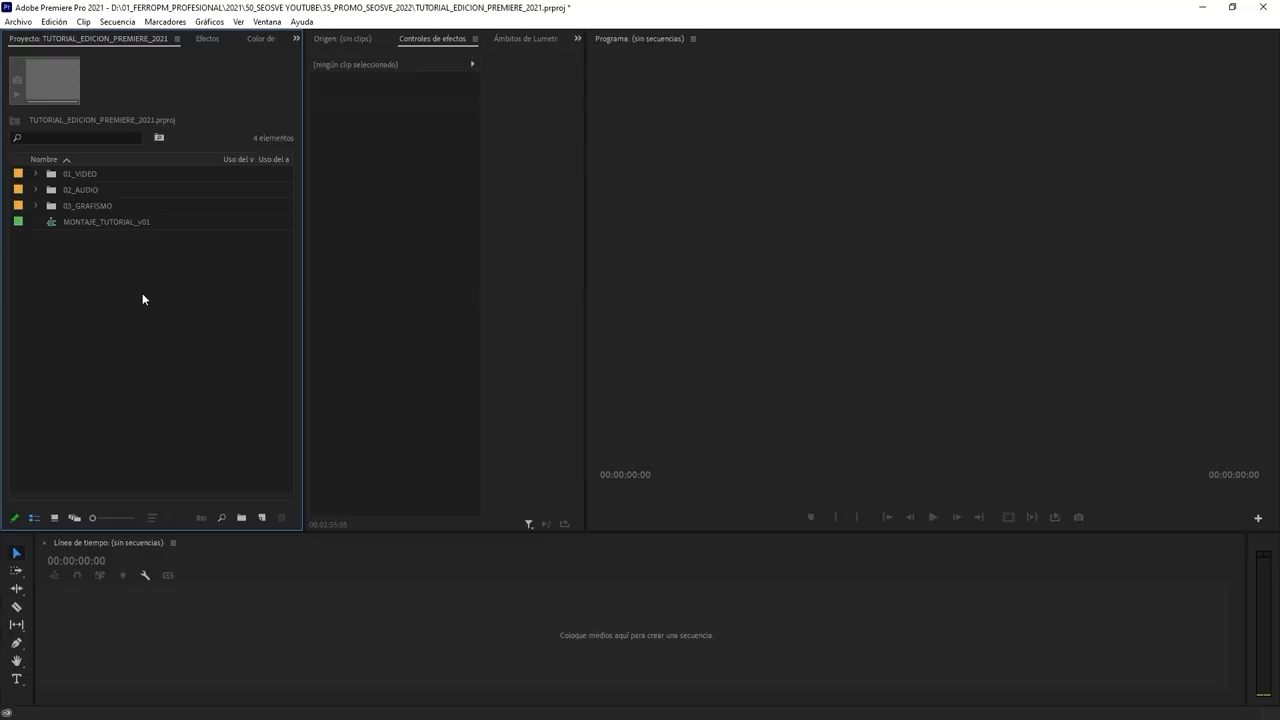 Adobe Premiere Pro 2021 - D:\01_FERROPM_PROFESIONAL\2021\50_SEOSVE YOUTUBE\35_PROMO_SEOSVE_2022\TUTORIAL_EDICION_PREMIERE_2021.prproj *
Archivo Edición Clip Secuencia Marcadores Gráficos Ver Ventana Ayuda
Proyecto: TUTORIAL_EDICION_PREMIERE_2021 Efectos Color de Origen: (sin clips) Controles de efectos Ámbitos de Lumetr Programa: (sin secuencias)
(ningún clip seleccionado)
TUTORIAL_EDICION_PREMIERE_2021.prproj
4 elementos
Nombre Uso del v Uso del a
01_VIDEO
02_AUDIO
03_GRAFISMO
MONTAJE_TUTORIAL_v01
00:00:00:00 00:00:00:00
00:02:55:05
Línea de tiempo: (sin secuencias)
00:00:00:00
Coloque medios aquí para crear una secuencia.